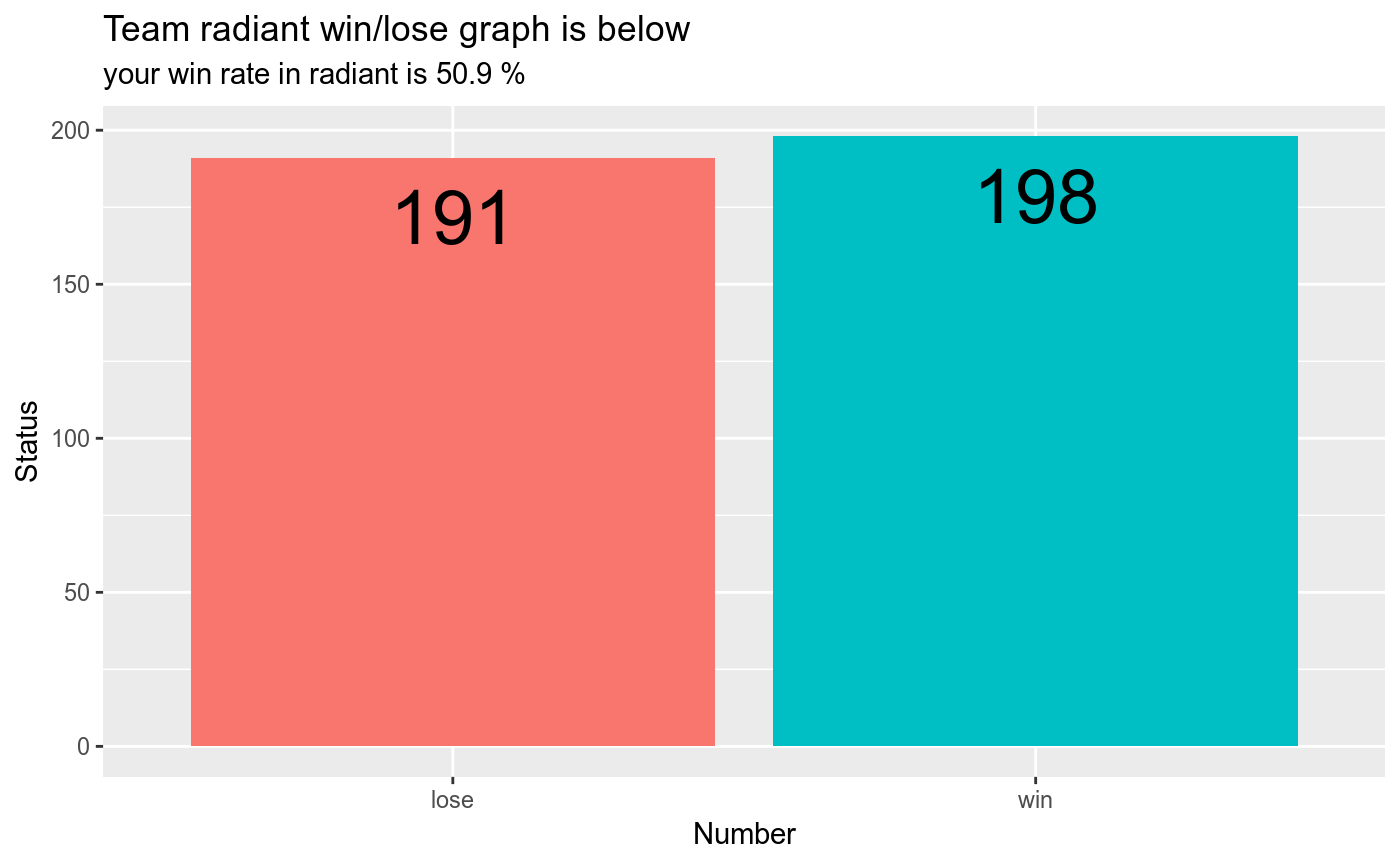 Team radiant win/lose graph is below
your win rate in radiant is 50.9 %
200
150
100
50
0
Status
191
198
lose
win
Number